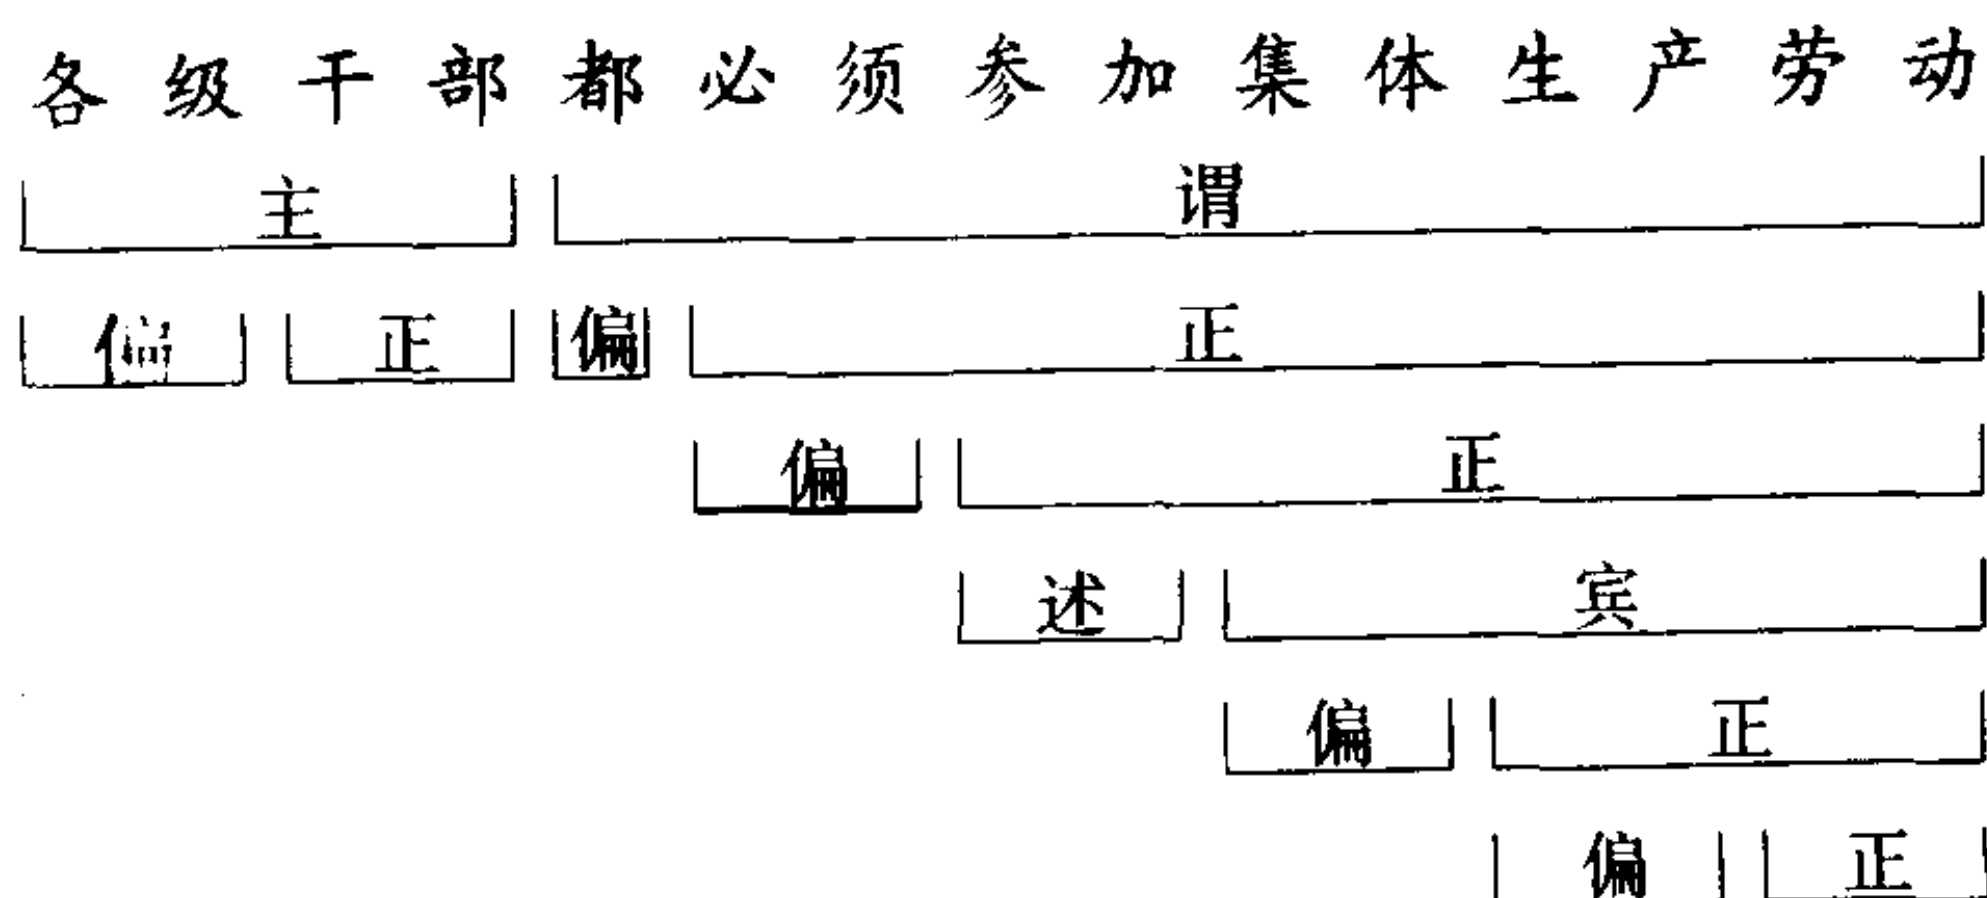 各级干部都必须参加集体生产劳动
主 谓
偏 正 偏 正
偏 正
述 宾
偏 正
偏 正